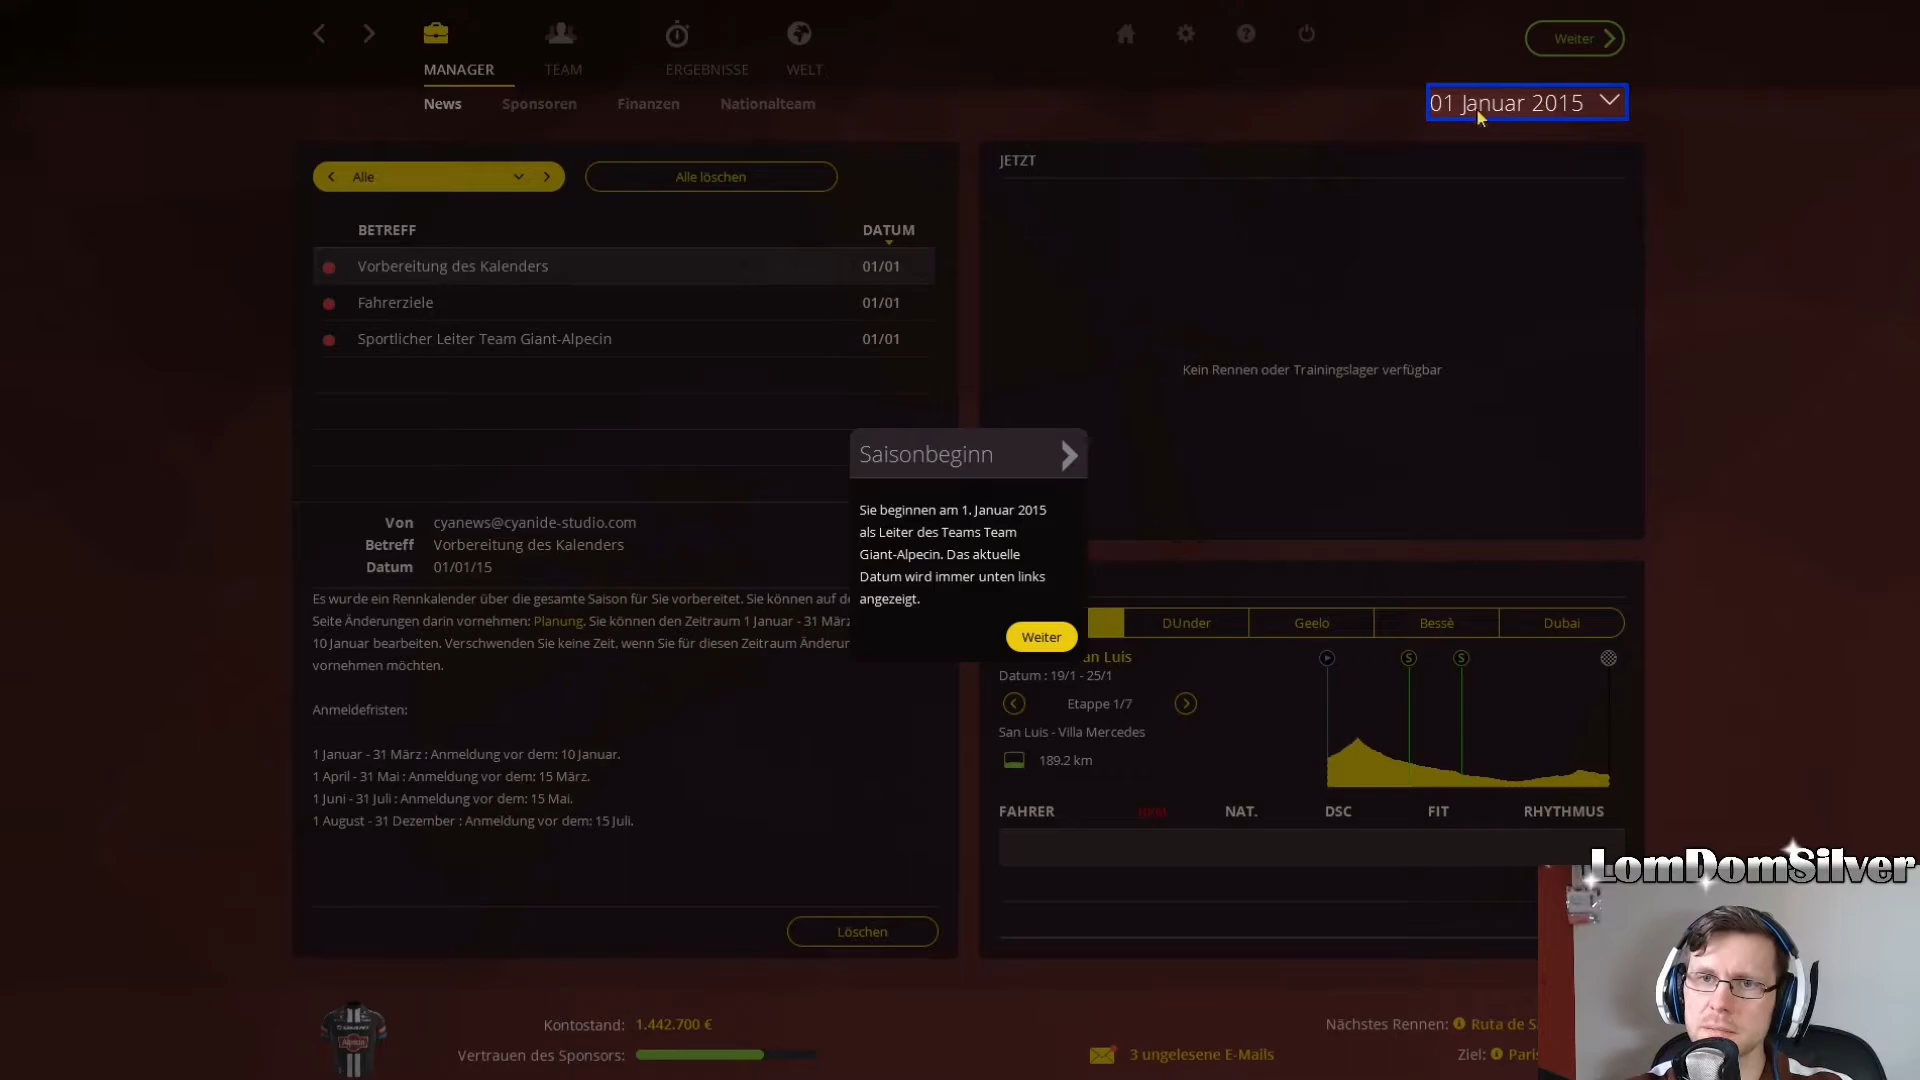 Weiter
MANAGER TEAM ERGEBNISSE WELT
News Sponsoren Finanzen Nationalteam
01 Januar 2015
Alle Alle löschen
BETREFF DATUM
Vorbereitung des Kalenders 01/01
Fahrerziele 01/01
Sportlicher Leiter Team Giant-Alpecin 01/01
Von cyanews@cyanide-studio.com
Betreff Vorbereitung des Kalenders
Datum 01/01/15
Es wurde ein Rennkalender über die gesamte Saison für Sie vorbereitet. Sie können auf
Seite Änderungen darin vornehmen: Planung. Sie können den Zeitraum 1 Januar - 31 März
10 Januar bearbeiten. Verschwenden Sie keine Zeit, wenn Sie für diesen Zeitraum
vornehmen möchten.
Anmeldefristen:
1 Januar - 31 März : Anmeldung vor dem: 10 Januar.
1 April - 31 Mai : Anmeldung vor dem: 15 März.
1 Juni - 31 Juli : Anmeldung vor dem: 15 Mai.
1 August - 31 Dezember : Anmeldung vor dem: 15 Juli.
Löschen
JETZT
Kein Rennen oder Trainingslager verfügbar
Saisonbeginn
Sie beginnen am 1. Januar 2015
als Leiter des Teams Team
Giant-Alpecin. Das aktuelle
Datum wird immer unten links
angezeigt.
Weiter
DUnder Geelo Bessè Dubai
an Luis
Datum : 19/1 - 25/1
Etappe 1/7
San Luis - Villa Mercedes
189.2 km
S S
FAHRER NAT. DSC FIT RHYTHMUS
LomDomSilver
Alpecin
Kontostand: 1.442.700 €
Vertrauen des Sponsors:
3 ungelesene E-Mails
Nächstes Rennen: Ruta de S
Ziel: Paris